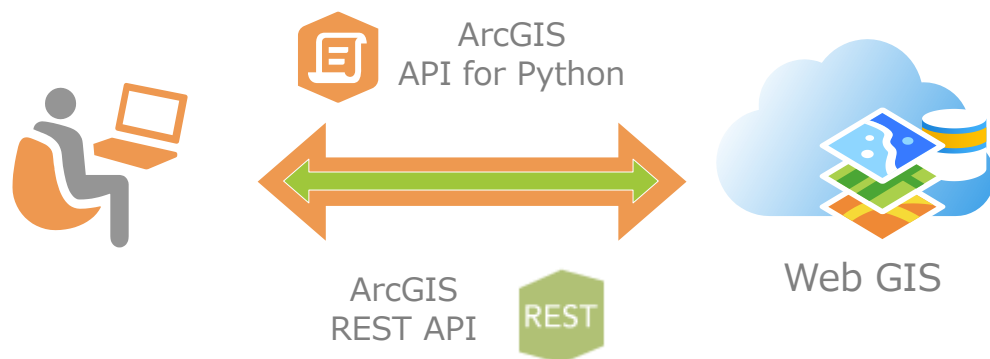 ArcGIS
API for Python
Web GIS
ArcGIS
REST API
REST